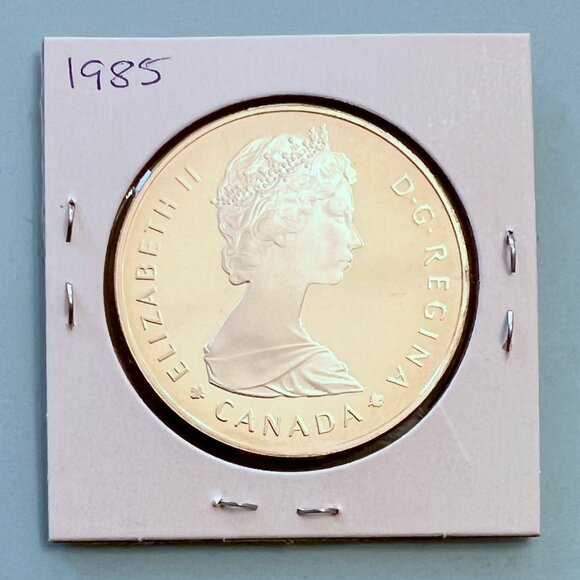 1985
ELIZABETH II
D·G·REGINA
CANADA